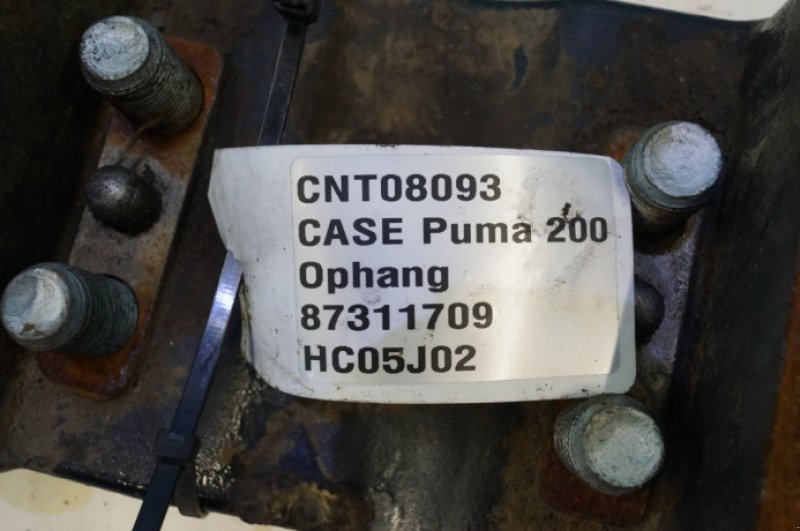 CNT08093
CASE Puma 200
Ophang
87311709
HC05J02